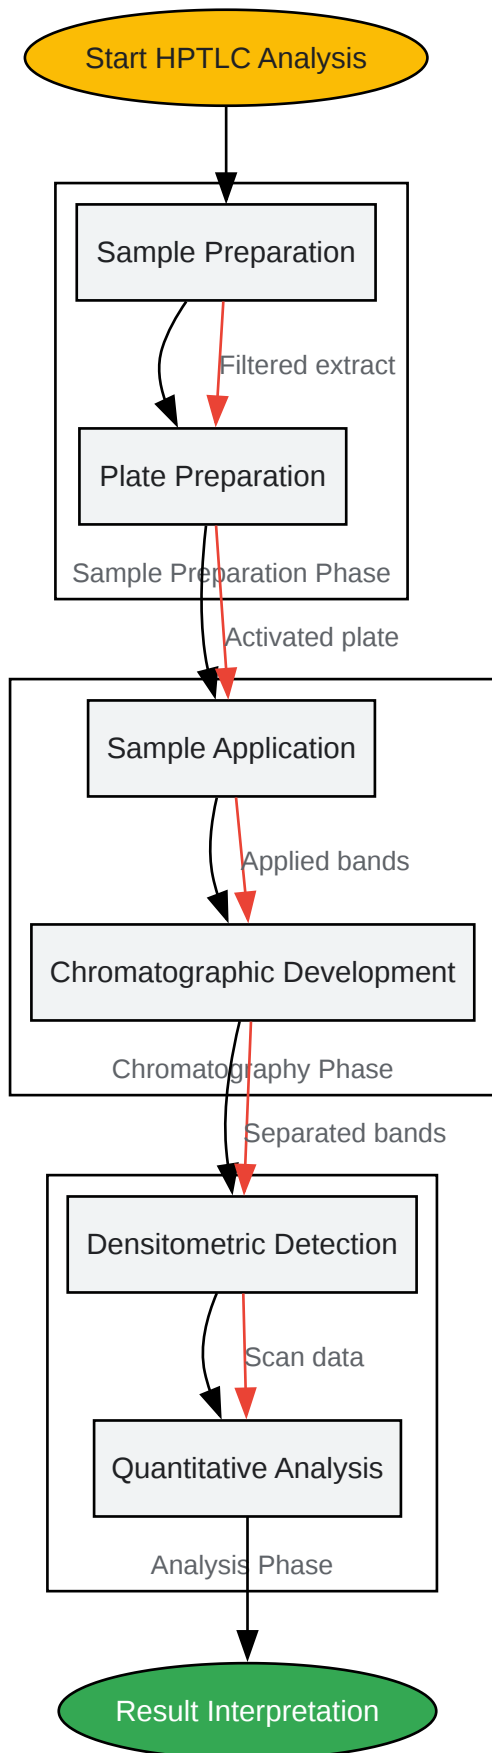 Start HPTLC Analysis
Sample Preparation
Filtered extract
Plate Preparation
Sample Preparation Phase
Activated plate
Sample Application
Applied bands
Chromatographic Development
Chromatography Phase
Separated bands
Densitometric Detection
Scan data
Quantitative Analysis
Analysis Phase
Result Interpretation